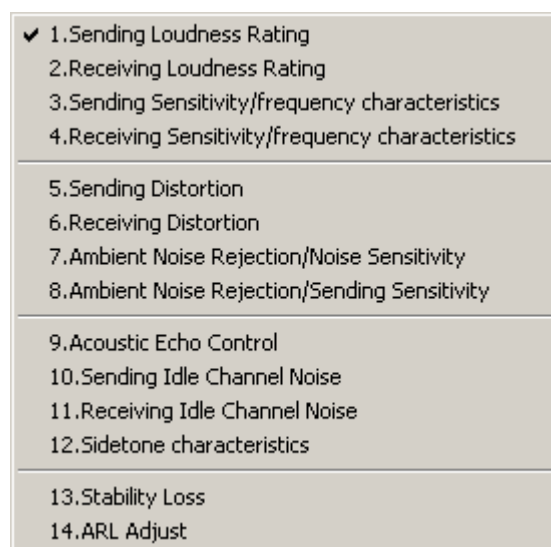 1.Sending Loudness Rating
2.Receiving Loudness Rating
3.Sending Sensitivity/frequency characteristics
4.Receiving Sensitivity/frequency characteristics
5.Sending Distortion
6.Receiving Distortion
7.Ambient Noise Rejection/Noise Sensitivity
8.Ambient Noise Rejection/Sending Sensitivity
9.Acoustic Echo Control
10.Sending Idle Channel Noise
11.Receiving Idle Channel Noise
12.Sidetone characteristics
13.Stability Loss
14.ARL Adjust